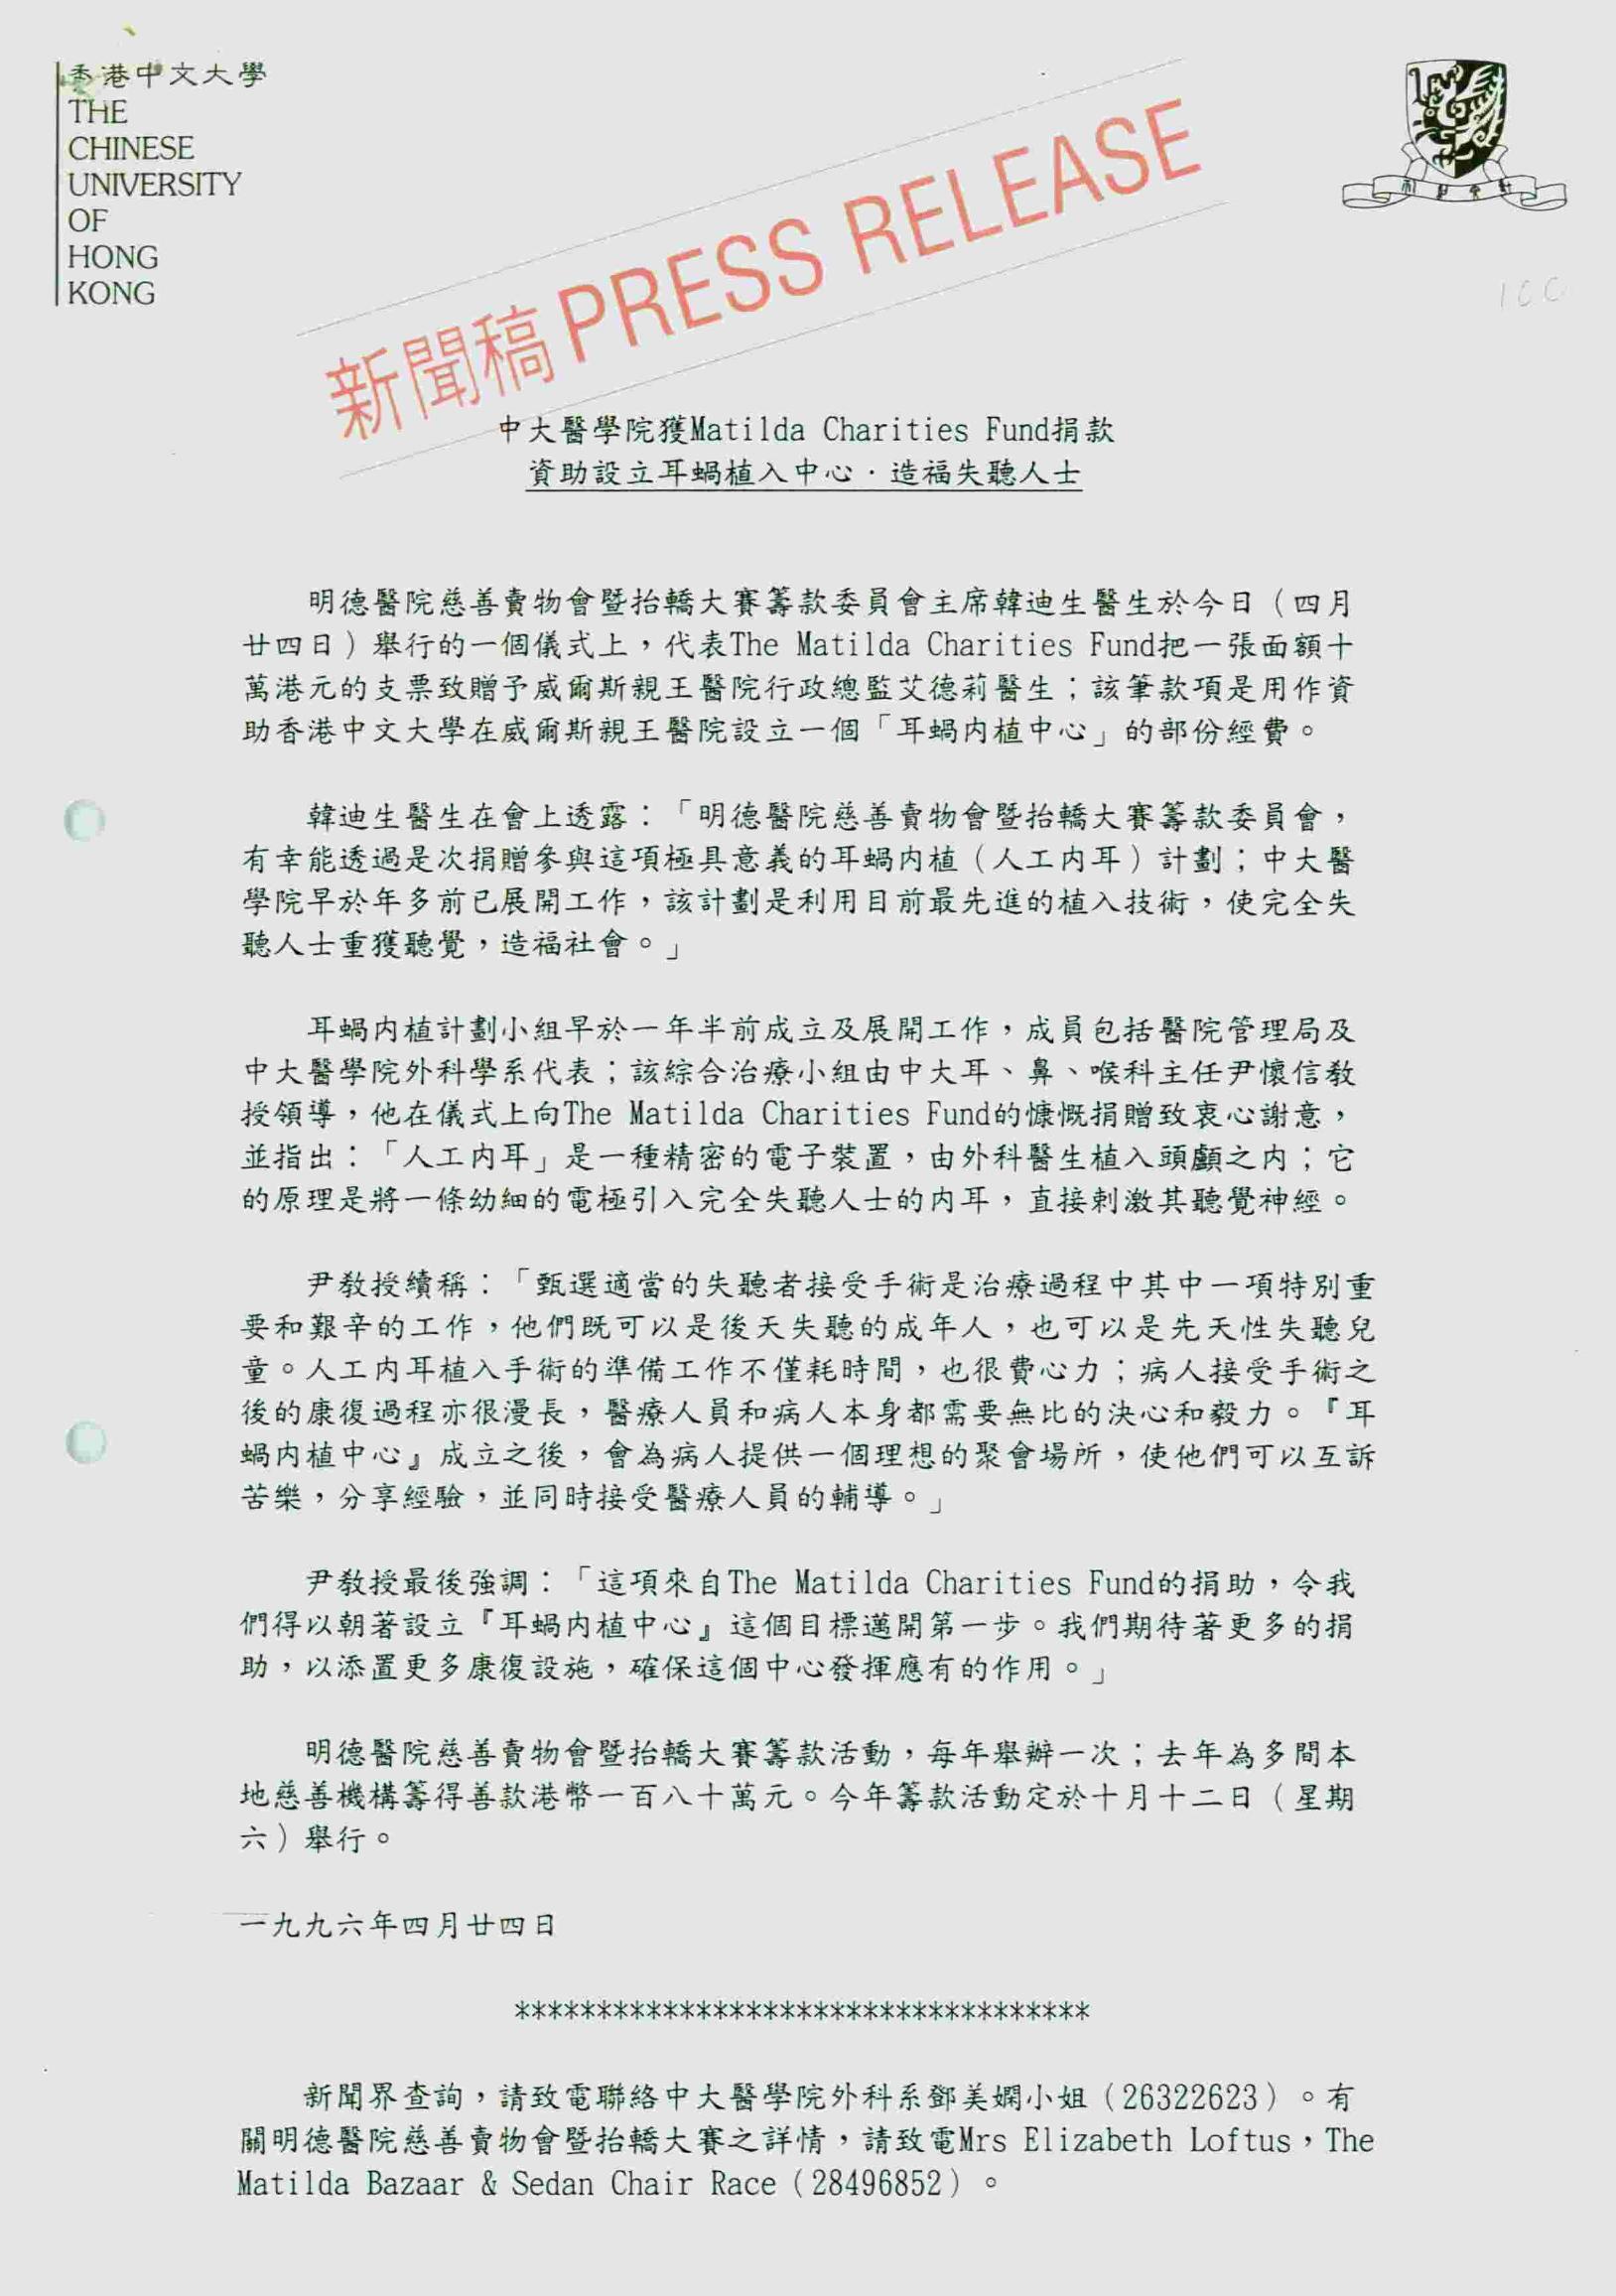 香港中文大學
THE
CHINESE
UNIVERSITY
OF
HONG
KONG
新聞稿 PRESS RELEASE
中大醫學院獲Matilda Charities Fund捐款
資助設立耳蝸植入中心．造福失聽人士
明德醫院慈善賣物會暨抬轎大賽籌款委員會主席韓迪生醫生於今日（四月
廿四日）舉行的一個儀式上，代表The Matilda Charities Fund把一張面額十
萬港元的支票致贈予威爾斯親王醫院行政總監艾德莉醫生；該筆款項是用作資
助香港中文大學在威爾斯親王醫院設立一個「耳蝸內植中心」的部份經費。
韓迪生醫生在會上透露：「明德醫院慈善賣物會暨抬轎大賽籌款委員會，
有幸能透過是次捐贈參與這項極具意義的耳蝸內植（人工內耳）計劃；中大醫
學院早於年多前已展開工作，該計劃是利用目前最先進的植入技術，使完全失
聽人士重獲聽覺，造福社會。」
耳蝸內植計劃小組早於一年半前成立及展開工作，成員包括醫院管理局及
中大醫學院外科學系代表；該綜合治療小組由中大耳、鼻、喉科主任尹懷信教
授領導，他在儀式上向The Matilda Charities Fund的慷慨捐贈致衷心謝意，
並指出：「人工內耳」是一種精密的電子裝置，由外科醫生植入頭顱之內；它
的原理是將一條幼細的電極引入完全失聽人士的內耳，直接刺激其聽覺神經。
尹教授續稱：「甄選適當的失聽者接受手術是治療過程中其中一項特別重
要和艱辛的工作，他們既可以是後天失聽的成年人，也可以是先天性失聽兒
童。人工內耳植入手術的準備工作不僅耗時間，也很費心力；病人接受手術之
後的康復過程亦很漫長，醫療人員和病人本身都需要無比的決心和毅力。『耳
蝸內植中心』成立之後，會為病人提供一個理想的聚會場所，使他們可以互訴
苦樂，分享經驗，並同時接受醫療人員的輔導。」
尹教授最後強調：「這項來自The Matilda Charities Fund的捐助，令我
們得以朝著設立『耳蝸內植中心』這個目標邁開第一步。我們期待著更多的捐
助，以添置更多康復設施，確保這個中心發揮應有的作用。」
明德醫院慈善賣物會暨抬轎大賽籌款活動，每年舉辦一次；去年為多間本
地慈善機構籌得善款港幣一百八十萬元。今年籌款活動定於十月十二日（星期
六）舉行。
一九九六年四月廿四日
***********************************
新聞界查詢，請致電聯絡中大醫學院外科系鄧美嫻小姐（26322623）。有
關明德醫院慈善賣物會暨抬轎大賽之詳情，請致電Mrs Elizabeth Loftus，The
Matilda Bazaar & Sedan Chair Race（28496852）。